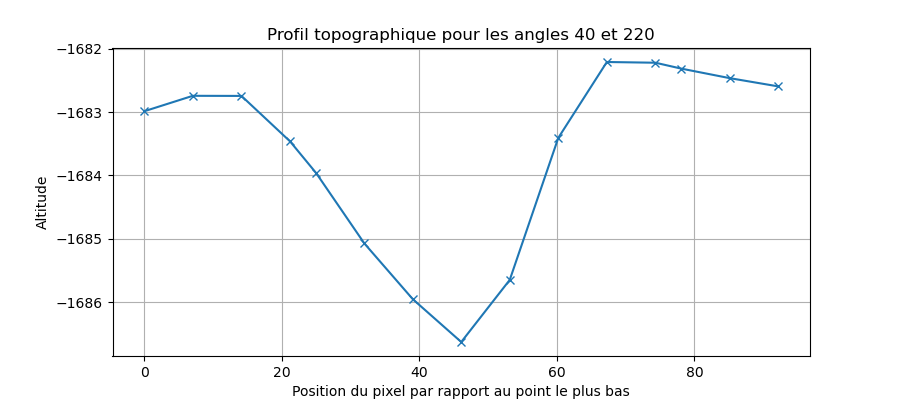 Profil topographique pour les angles 40 et 220
−1682
−1683
−1684
−1685
−1686
Altitude
0 20 40 60 80
Position du pixel par rapport au point le plus bas